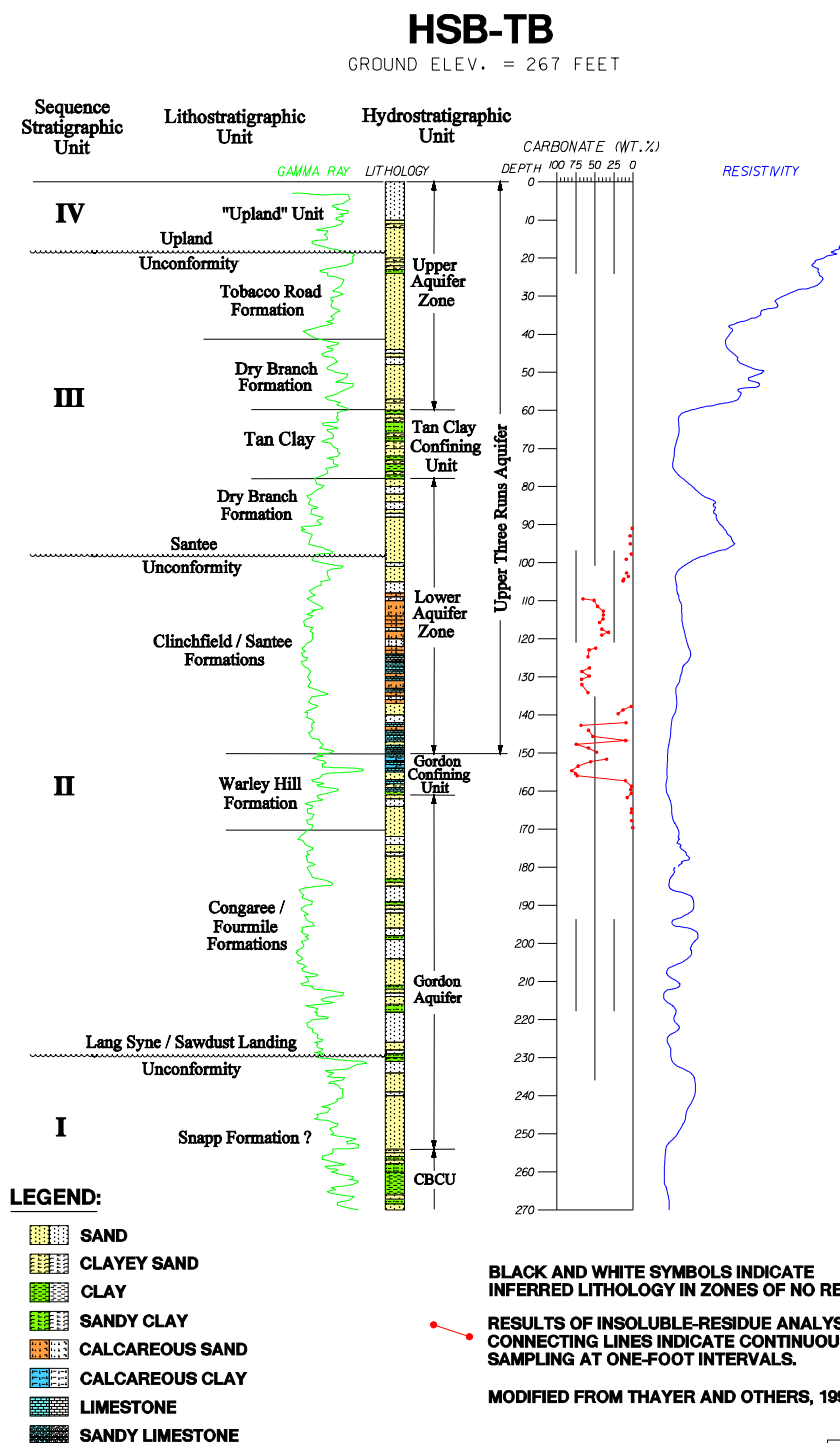 HSB-TB
GROUND ELEV. = 267 FEET
Sequence
Stratigraphic
Unit
Lithostratigraphic
Unit
Hydrostratigraphic
Unit
CARBONATE (WT.%)
GAMMA RAY
LITHOLOGY
DEPTH
100 75 50 25 0
RESISTIVITY
IV
"Upland" Unit
Upland
Unconformity
Tobacco Road
Formation
Upper
Aquifer
Zone
III
Dry Branch
Formation
Tan Clay
Tan Clay
Confining
Unit
Dry Branch
Formation
Santee
Unconformity
Upper Three Runs Aquifer
Clinchfield / Santee
Formations
Lower
Aquifer
Zone
II
Warley Hill
Formation
Gordon
Confining
Unit
Congaree /
Fourmile
Formations
Gordon
Aquifer
Lang Syne / Sawdust Landing
Unconformity
I
Snapp Formation ?
CBCU
0
10
20
30
40
50
60
70
80
90
100
110
120
130
140
150
160
170
180
190
200
210
220
230
240
250
260
270
LEGEND:
SAND
CLAYEY SAND
CLAY
SANDY CLAY
CALCAREOUS SAND
CALCAREOUS CLAY
LIMESTONE
SANDY LIMESTONE
BLACK AND WHITE SYMBOLS INDICATE
INFERRED LITHOLOGY IN ZONES OF NO RE
RESULTS OF INSOLUBLE-RESIDUE ANALYS
CONNECTING LINES INDICATE CONTINUOU
SAMPLING AT ONE-FOOT INTERVALS.
MODIFIED FROM THAYER AND OTHERS, 199